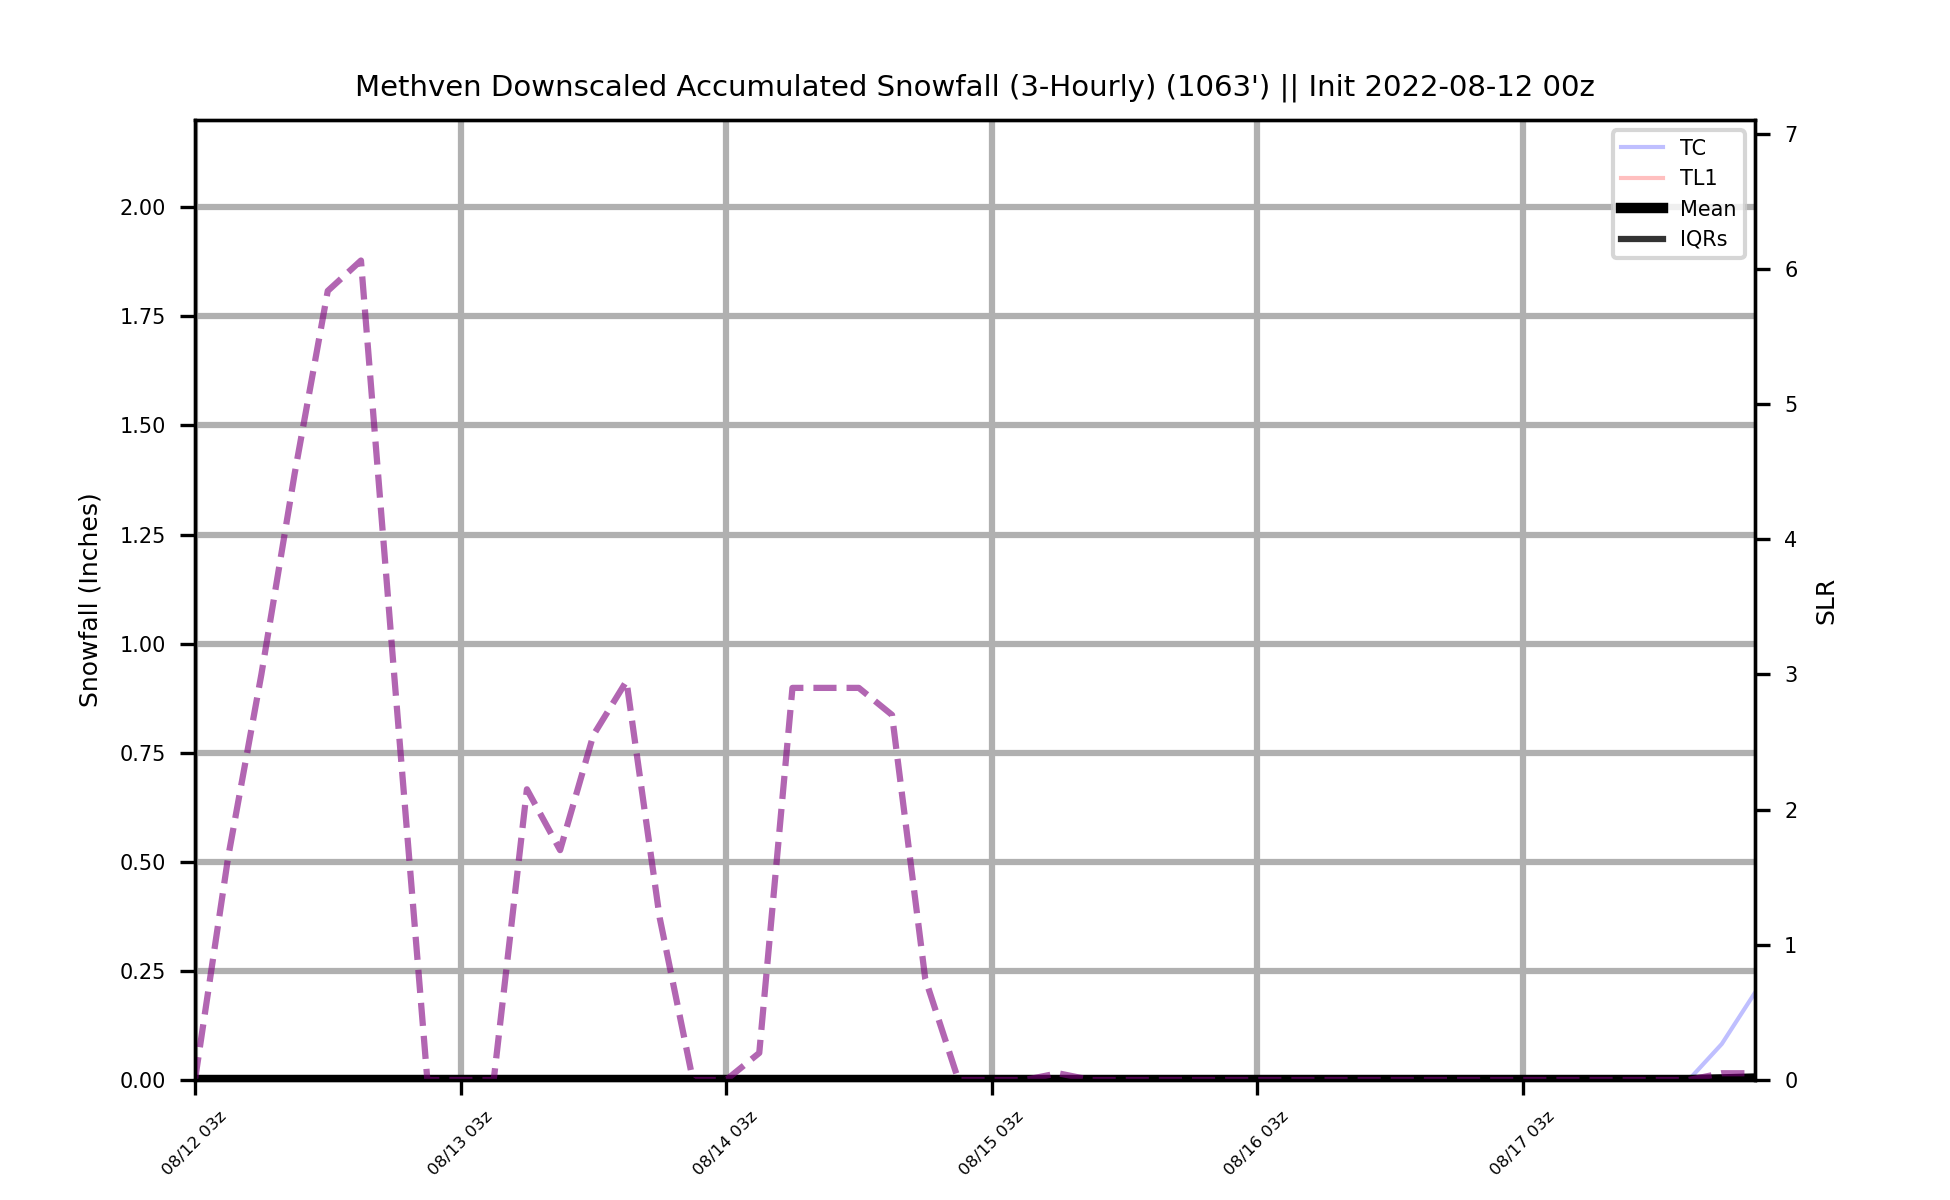 Methven Downscaled Accumulated Snowfall (3-Hourly) (1063') || Init 2022-08-12 00z
TC
TL1
Mean
IQRs
Snowfall (Inches)
2.00
1.75
1.50
1.25
1.00
0.75
0.50
0.25
0.00
7
6
5
4
3
2
1
0
SLR
08/12 03z
08/13 03z
08/14 03z
08/15 03z
08/16 03z
08/17 03z